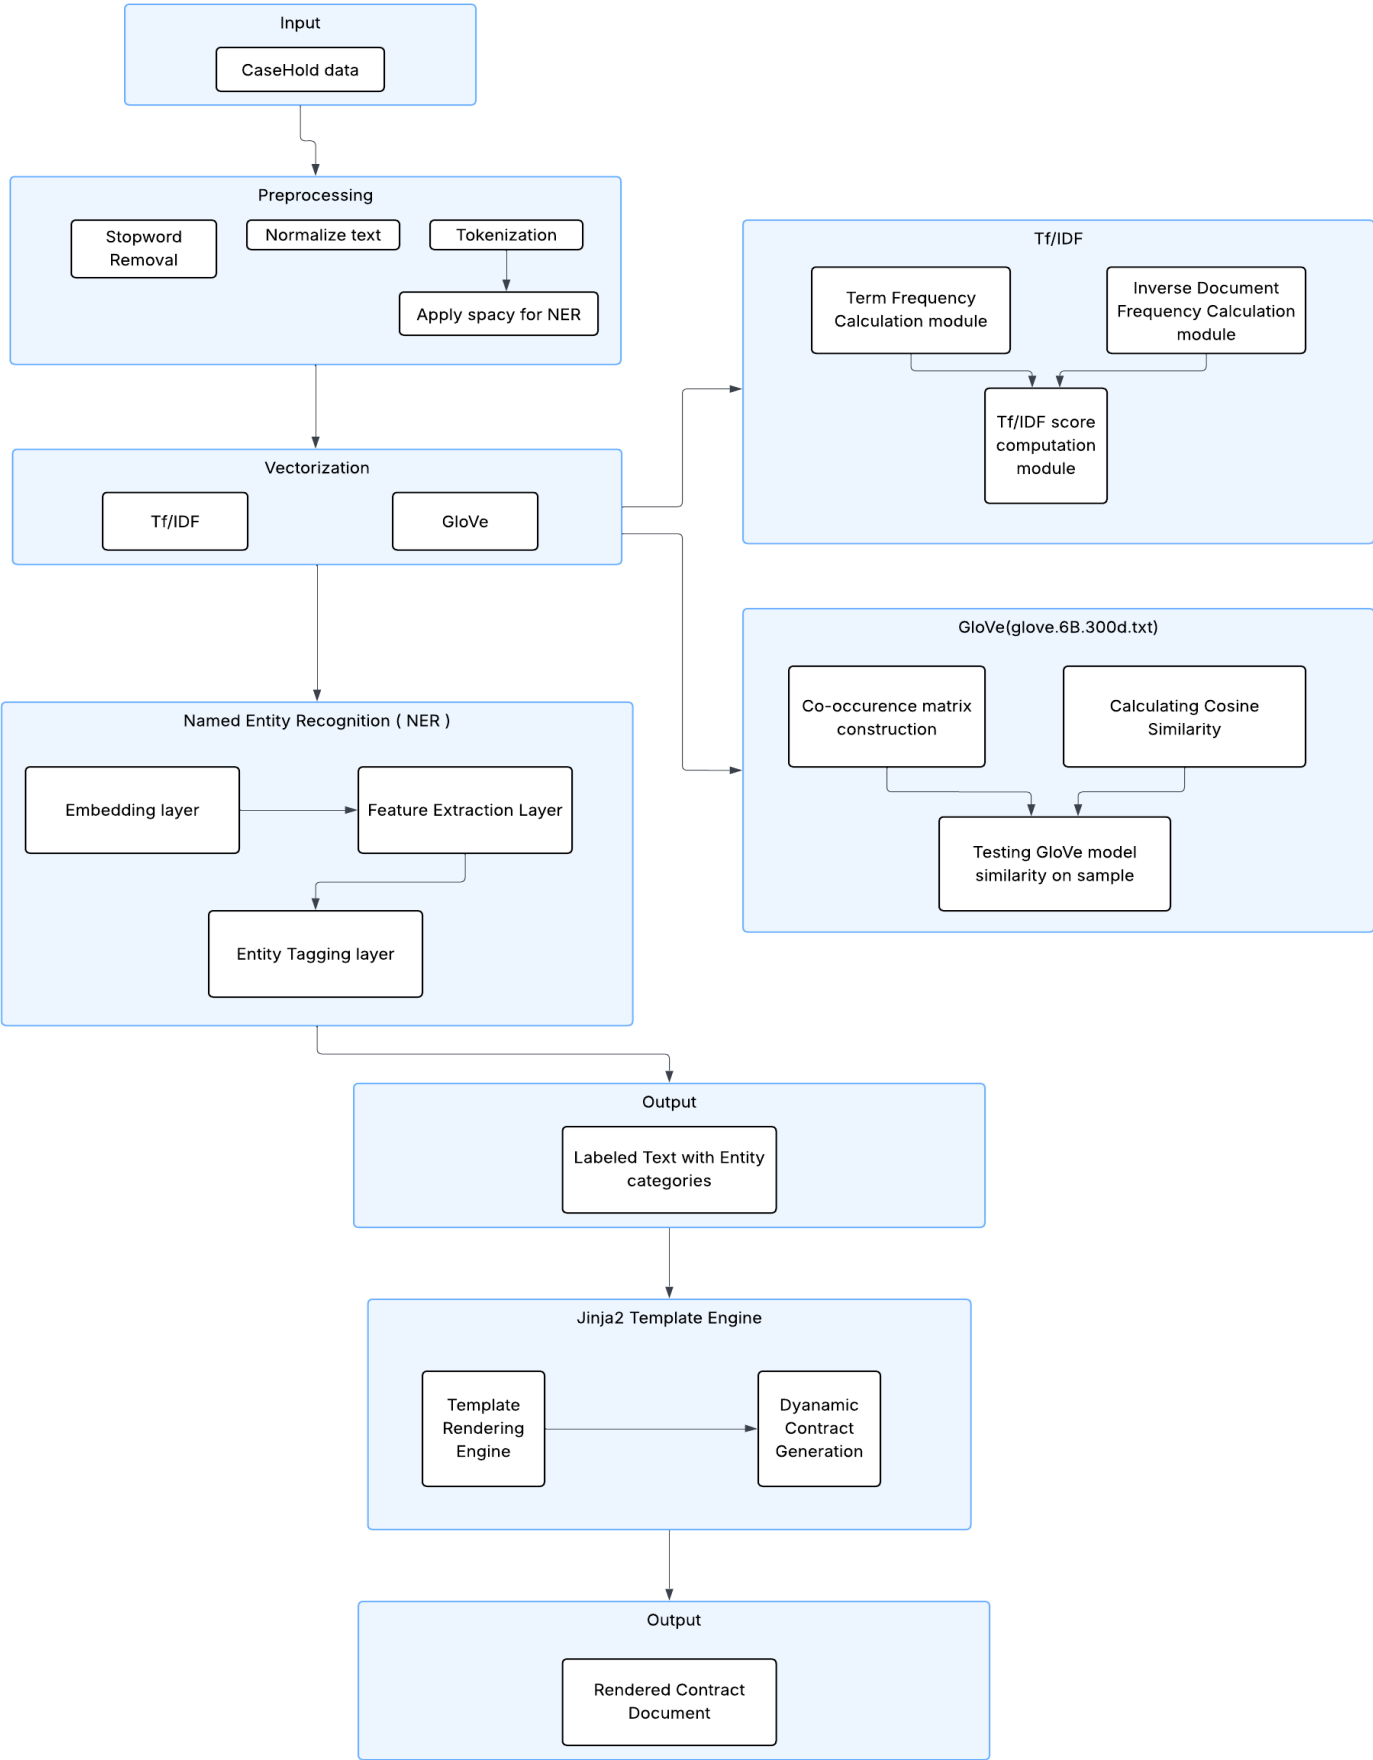 Input
CaseHold data
Preprocessing
Stopword
Removal
Normalize text
Tokenization
Apply spacy for NER
Tf/IDF
Term Frequency
Calculation module
Inverse Document
Frequency Calculation
module
Tf/IDF score
computation
module
Vectorization
Tf/IDF
GloVe
GloVe(glove.6B.300d.txt)
Co-occurence matrix
construction
Calculating Cosine
Similarity
Testing GloVe model
similarity on sample
Named Entity Recognition ( NER )
Embedding layer
Feature Extraction Layer
Entity Tagging layer
Output
Labeled Text with Entity
categories
Jinja2 Template Engine
Template
Rendering
Engine
Dyanamic
Contract
Generation
Output
Rendered Contract
Document